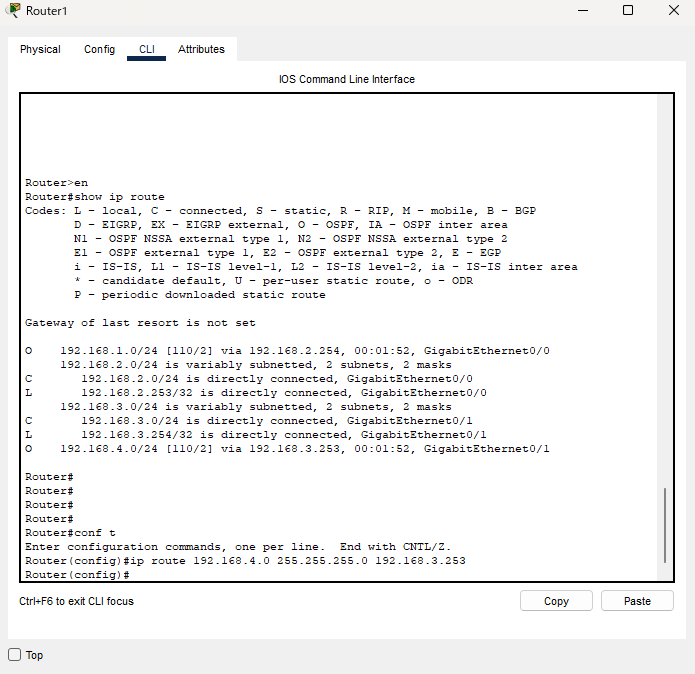 Router1
Physical Config CLI Attributes
IOS Command Line Interface
Router>en
Router#show ip route
Codes: L - local, C - connected, S - static, R - RIP, M - mobile, B - BGP
D - EIGRP, EX - EIGRP external, O - OSPF, IA - OSPF inter area
N1 - OSPF NSSA external type 1, N2 - OSPF NSSA external type 2
E1 - OSPF external type 1, E2 - OSPF external type 2, E - EGP
i - IS-IS, L1 - IS-IS level-1, L2 - IS-IS level-2, ia - IS-IS inter area
* - candidate default, U - per-user static route, o - ODR
P - periodic downloaded static route
Gateway of last resort is not set
O 192.168.1.0/24 [110/2] via 192.168.2.254, 00:01:52, GigabitEthernet0/0
192.168.2.0/24 is variably subnetted, 2 subnets, 2 masks
C 192.168.2.0/24 is directly connected, GigabitEthernet0/0
L 192.168.2.253/32 is directly connected, GigabitEthernet0/0
192.168.3.0/24 is variably subnetted, 2 subnets, 2 masks
C 192.168.3.0/24 is directly connected, GigabitEthernet0/1
L 192.168.3.254/32 is directly connected, GigabitEthernet0/1
O 192.168.4.0/24 [110/2] via 192.168.3.253, 00:01:52, GigabitEthernet0/1
Router#
Router#
Router#
Router#
Router#conf t
Enter configuration commands, one per line. End with CNTL/Z.
Router(config)#ip route 192.168.4.0 255.255.255.0 192.168.3.253
Router(config)#
Ctrl+F6 to exit CLI focus
Copy Paste
Top